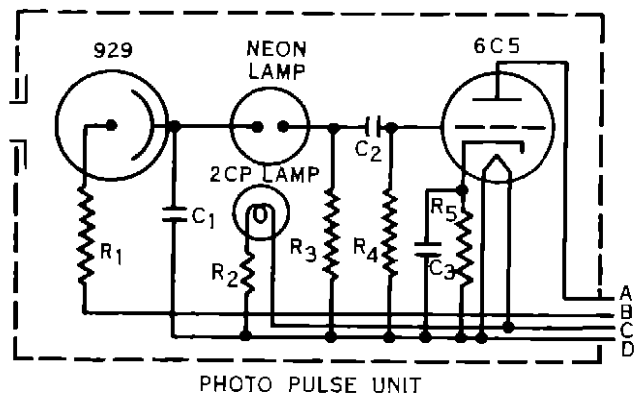 929
NEON
LAMP
6C5
C2
2CP LAMP
C1
R1
R2
R3
R4
R5
C3
A
B
C
D
PHOTO PULSE UNIT